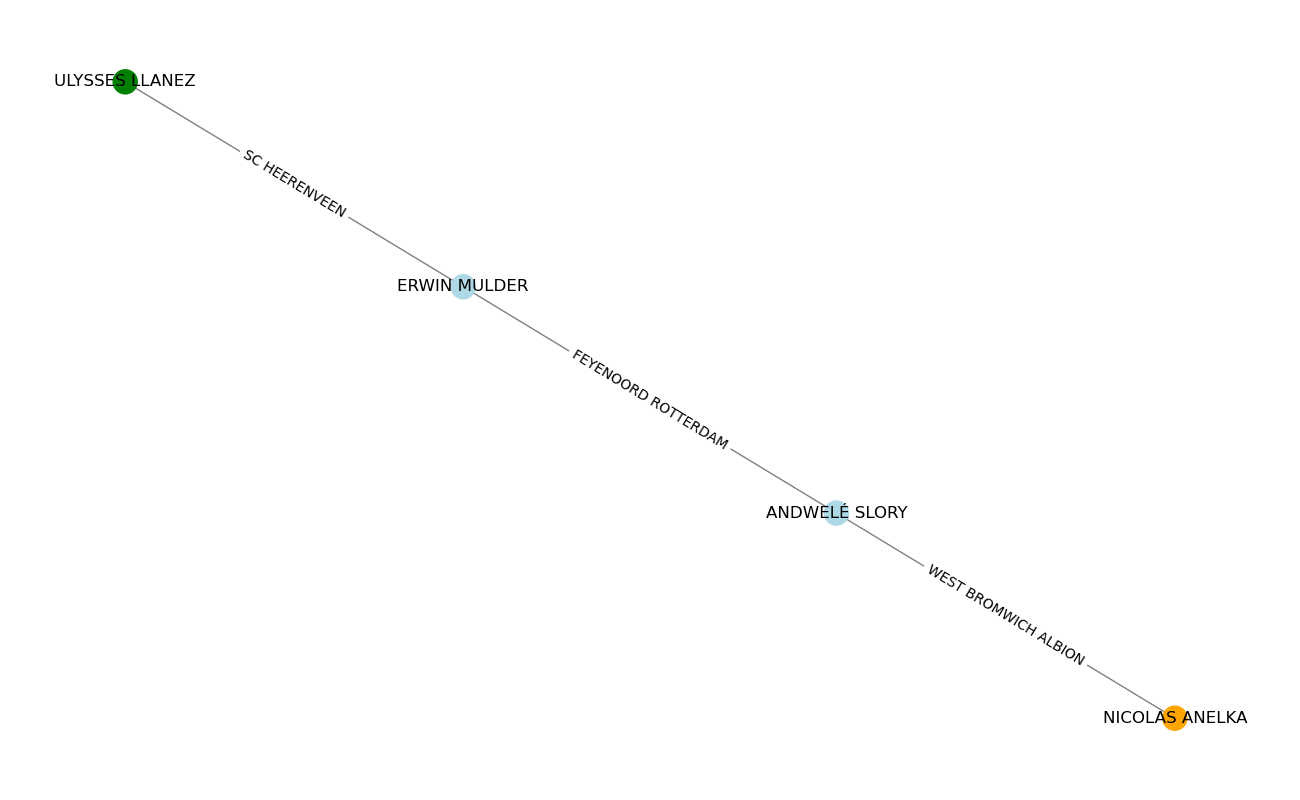 ULYSSES LLANEZ
SC HEERENVEEN
ERWIN MULDER
FEYENOORD ROTTERDAM
ANDWELÉ SLORY
WEST BROMWICH ALBION
NICOLAS ANELKA